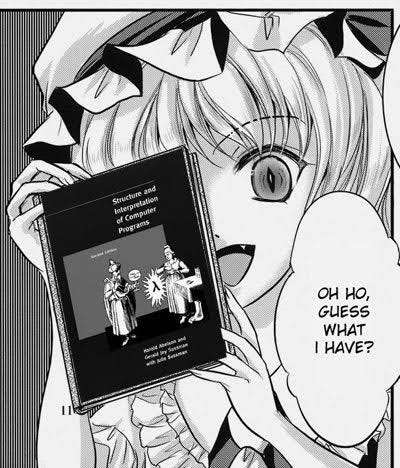 Structure and
Interpretation
of Computer
Programs
Second Edition
λ
Harold Abelson and
Gerald Jay Sussman
with Julie Sussman
OH HO,
GUESS
WHAT
I HAVE?